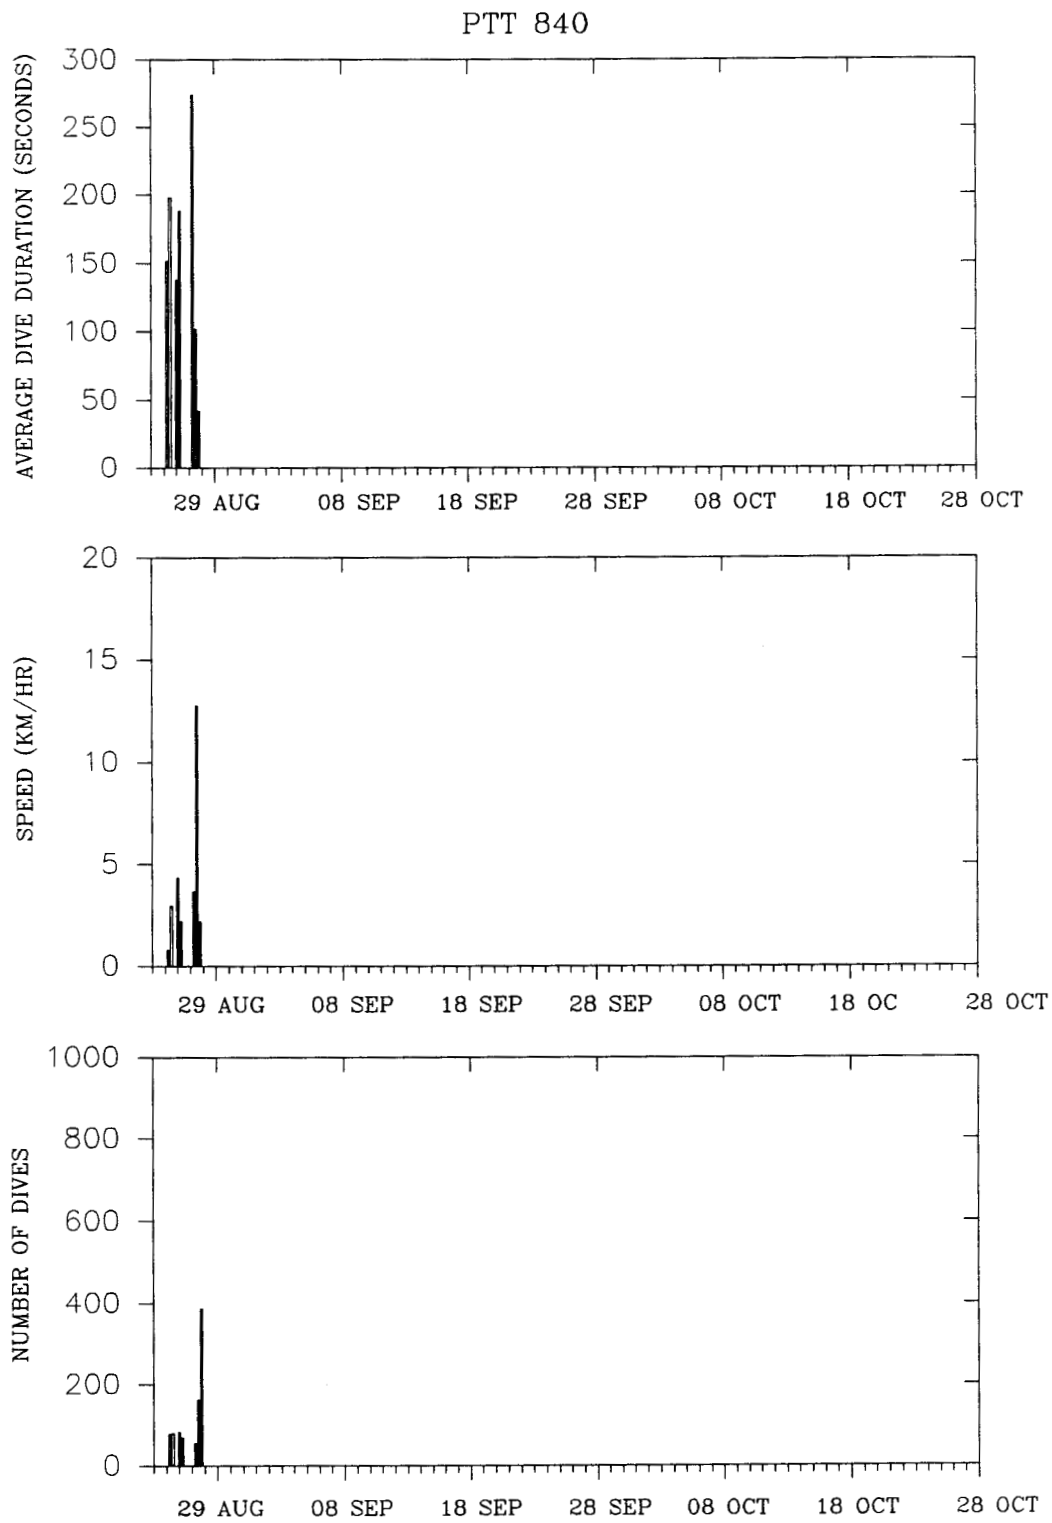 PTT 840
AVERAGE DIVE DURATION (SECONDS)
300
250
200
150
100
50
0
29 AUG 08 SEP 18 SEP 28 SEP 08 OCT 18 OCT 28 OCT
SPEED (KM/HR)
20
15
10
5
0
29 AUG 08 SEP 18 SEP 28 SEP 08 OCT 18 OC 28 OCT
NUMBER OF DIVES
1000
800
600
400
200
0
29 AUG 08 SEP 18 SEP 28 SEP 08 OCT 18 OCT 28 OCT